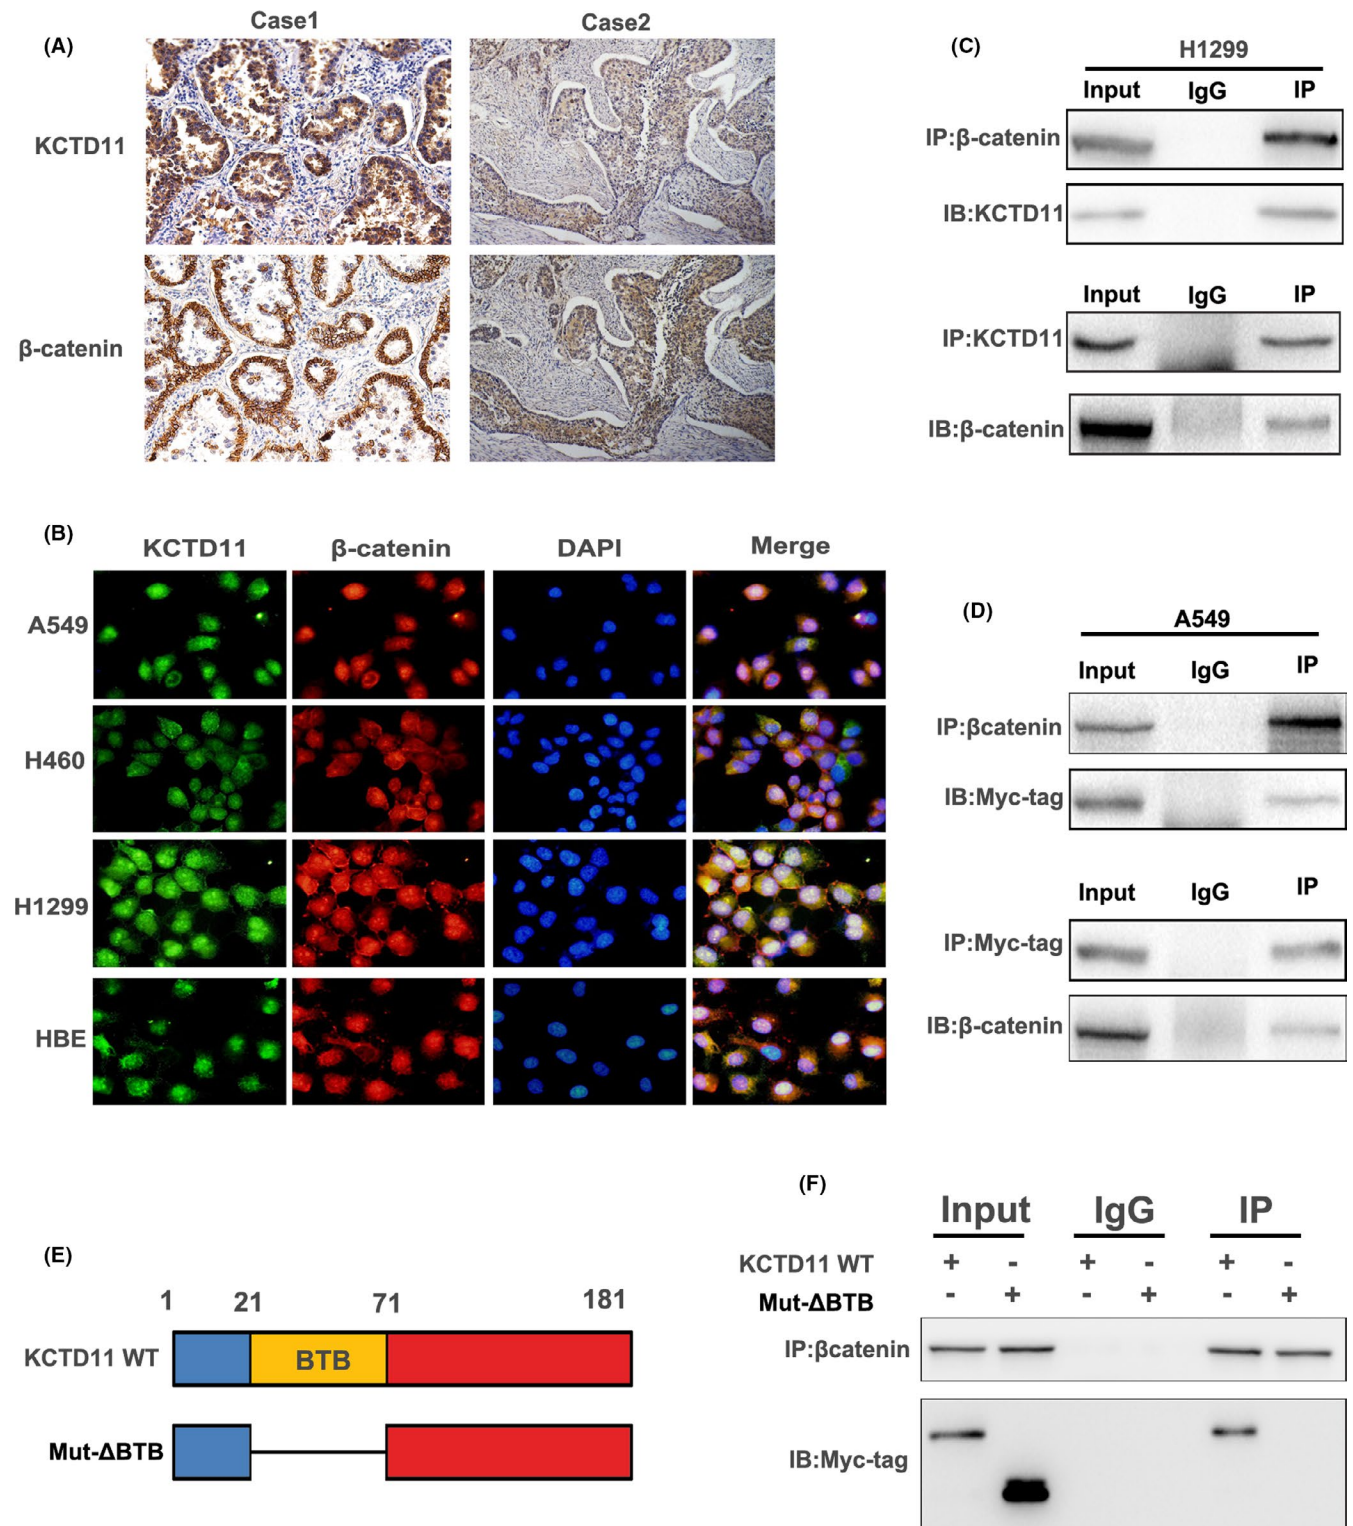 (A)
Case1 Case2
KCTD11
β-catenin
(B)
KCTD11 β-catenin DAPI Merge
A549
H460
H1299
HBE
(C)
H1299
Input IgG IP
IP:β-catenin
IB:KCTD11
Input IgG IP
IP:KCTD11
IB:β-catenin
(D)
A549
Input IgG IP
IP:βcatenin
IB:Myc-tag
Input IgG IP
IP:Myc-tag
IB:β-catenin
(E)
1 21 71 181
KCTD11 WT BTB
Mut-ΔBTB
(F)
Input IgG IP
KCTD11 WT + - + - + -
Mut-ΔBTB - + - + - +
IP:βcatenin
IB:Myc-tag